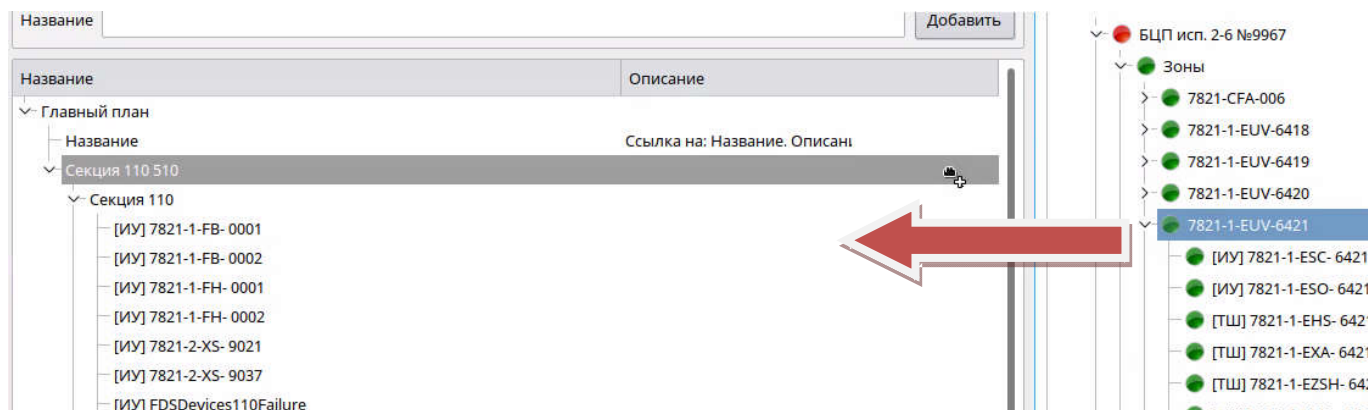 Название
Добавить
Название Описание
Главный план
Название Ссылка на: Название. Описани
Секция 110 510
Секция 110
[ИУ] 7821-1-FB- 0001
[ИУ] 7821-1-FB- 0002
[ИУ] 7821-1-FH- 0001
[ИУ] 7821-1-FH- 0002
[ИУ] 7821-2-XS- 9021
[ИУ] 7821-2-XS- 9037
[ИУ] FDSDevices110Failure
БЦП исп. 2-6 №9967
Зоны
7821-CFA-006
7821-1-EUV-6418
7821-1-EUV-6419
7821-1-EUV-6420
7821-1-EUV-6421
[ИУ] 7821-1-ESC- 6421
[ИУ] 7821-1-ESO- 6421
[ТШ] 7821-1-EHS- 642
[ТШ] 7821-1-EXA- 6421
[ТШ] 7821-1-EZSH- 642